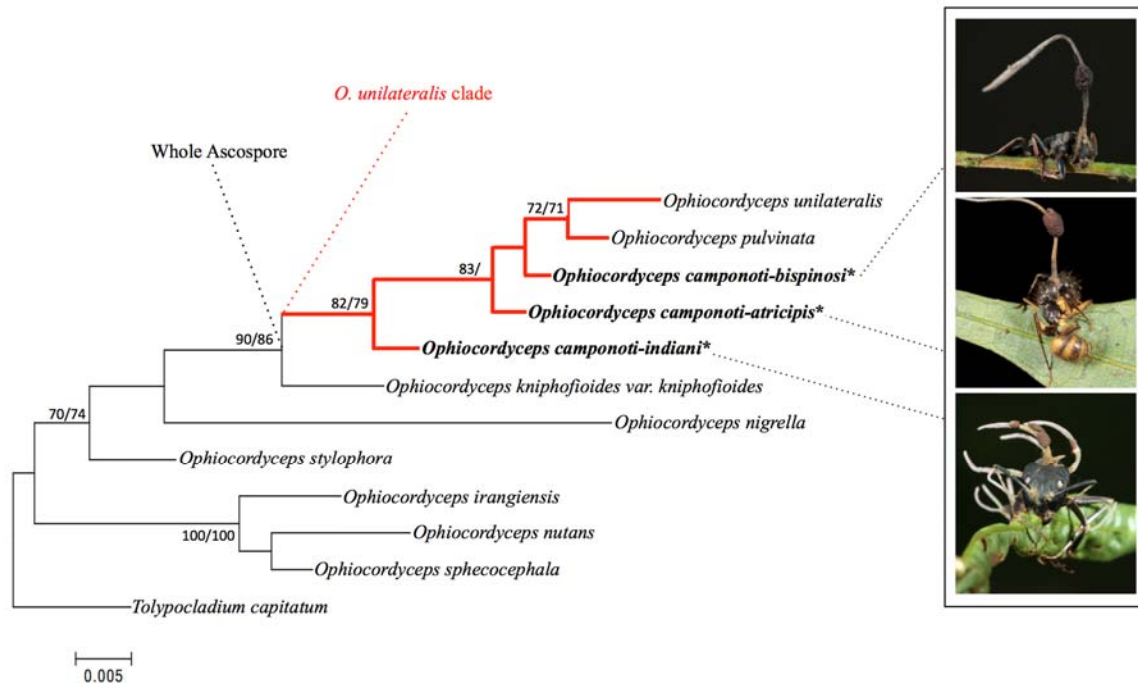 O. unilateralis clade
Whole Ascospore
72/71
Ophiocordyceps unilateralis
Ophiocordyceps pulvinata
83/
Ophiocordyceps camponoti-bispinosi*
82/79
Ophiocordyceps camponoti-atricipis*
90/86
Ophiocordyceps camponoti-indiani*
Ophiocordyceps kniphofioides var. kniphofioides
70/74
Ophiocordyceps nigrella
Ophiocordyceps stylophora
Ophiocordyceps irangiensis
100/100
Ophiocordyceps nutans
Ophiocordyceps sphecocephala
Tolypocladium capitatum
0.005